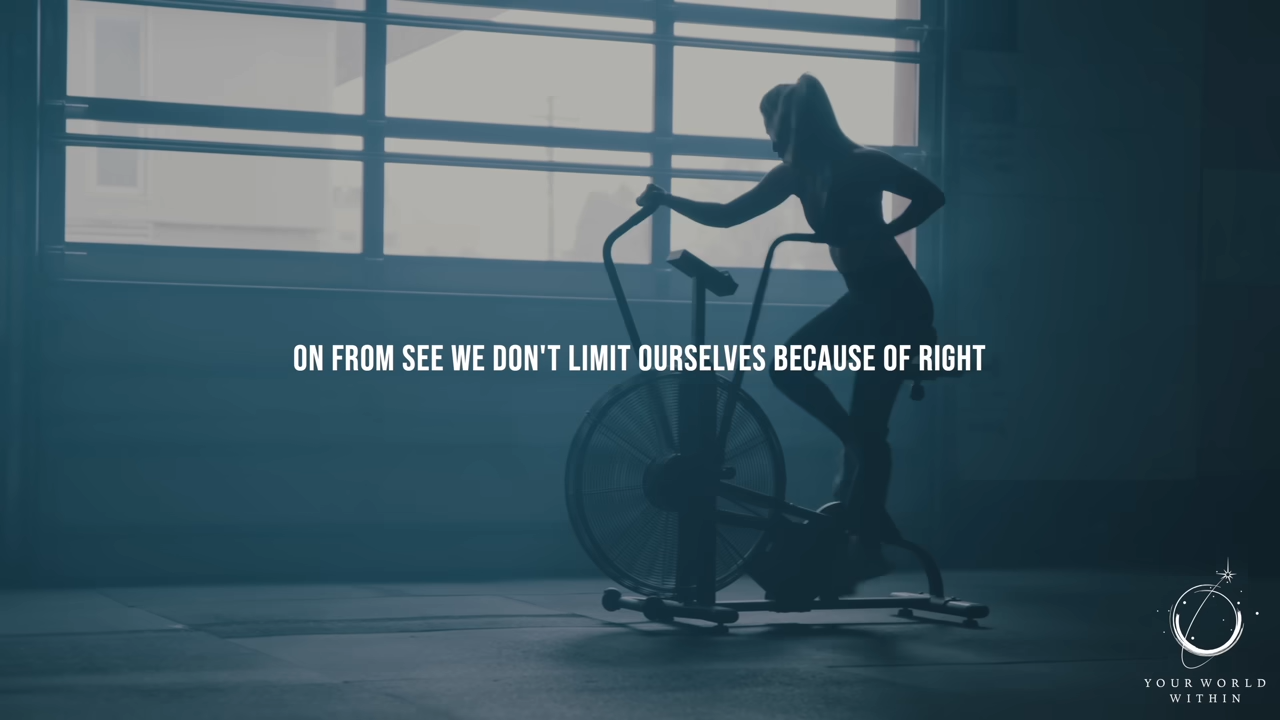 ON FROM SEE WE DON'T LIMIT OURSELVES BECAUSE OF RIGHT
YOUR WORLD
WITHIN